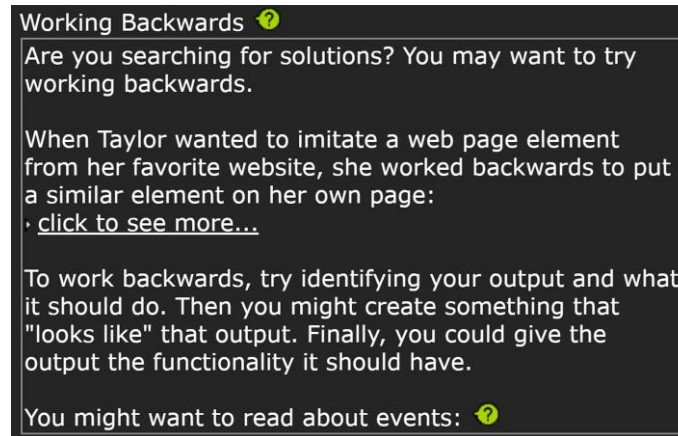 Working Backwards ?
Are you searching for solutions? You may want to try
working backwards.
When Taylor wanted to imitate a web page element
from her favorite website, she worked backwards to put
a similar element on her own page:
click to see more...
To work backwards, try identifying your output and what
it should do. Then you might create something that
"looks like" that output. Finally, you could give the
output the functionality it should have.
You might want to read about events: ?